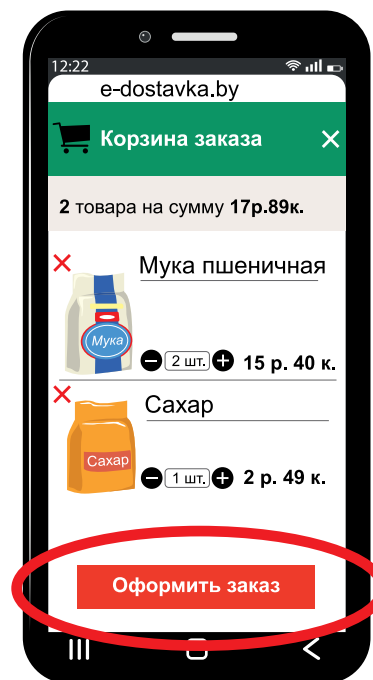 12:22
e-dostavka.by
Корзина заказа
2 товара на сумму 17р.89к.
Мука пшеничная
Мука
2 шт. 15 р. 40 к.
Сахар
Сахар
1 шт. 2 р. 49 к.
Оформить заказ